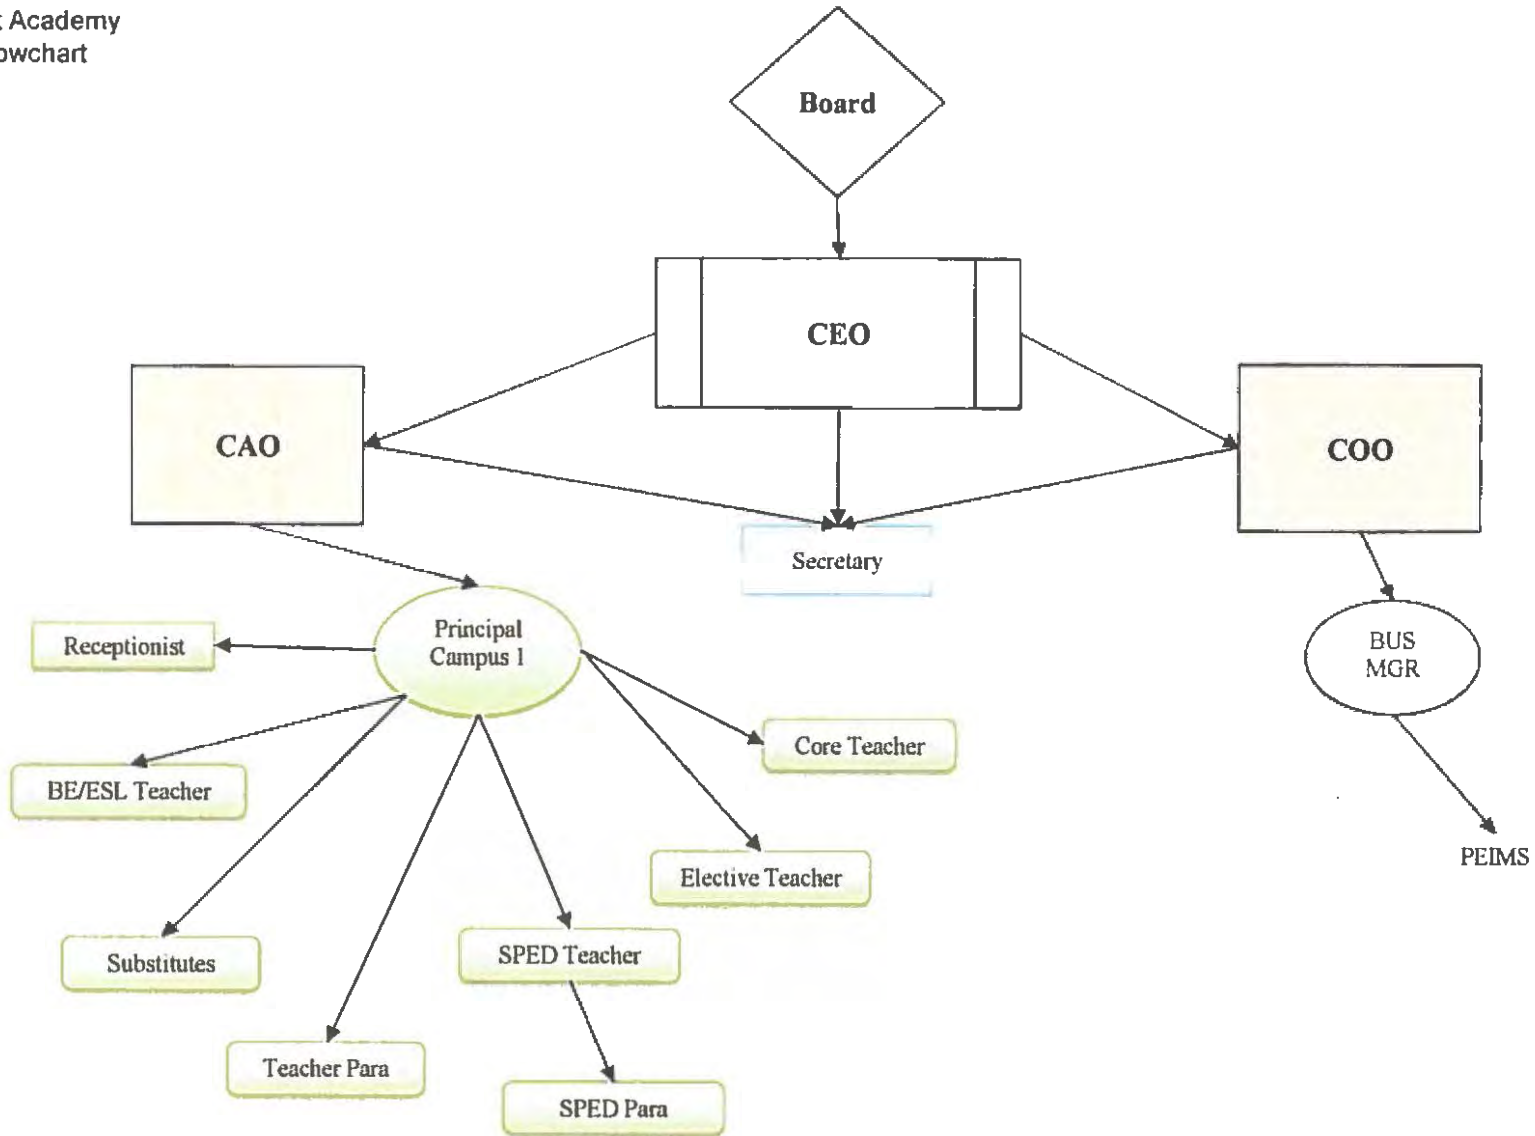 Academy
Board
CEO
CAO
COO
Secretary
Principal
Campus 1
Receptionist
BUS
MGR
Core Teacher
BE/ESL Teacher
PEIMS
Elective Teacher
SPED Teacher
Substitutes
Teacher Para
SPED Para